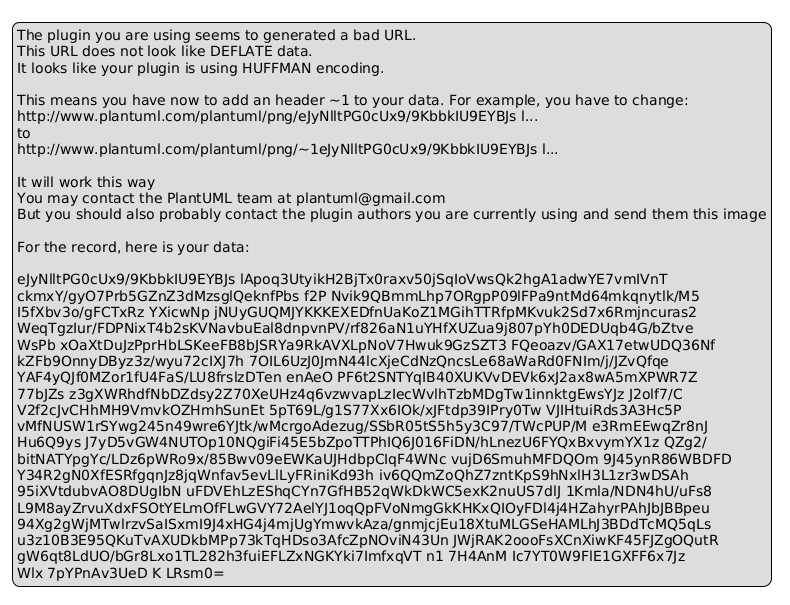 The plugin you are using seems to generated a bad URL.
This URL does not look like DEFLATE data.
It looks like your plugin is using HUFFMAN encoding.

This means you have now to add an header ~1 to your data. For example, you have to change:
http://www.plantuml.com/plantuml/png/eJyNlltPG0cUx9/9KbbkIU9EYBJs l...
to
http://www.plantuml.com/plantuml/png/~1eJyNlltPG0cUx9/9KbbkIU9EYBJs l...

It will work this way
You may contact the PlantUML team at plantuml@gmail.com
But you should also probably contact the plugin authors you are currently using and send them this image

For the record, here is your data:

eJyNlltPG0cUx9/9KbbkIU9EYBJs lApoq3UtyikH2BjTx0raxv50jSqIoVwsQk2hgA1adwYE7vmIVnT
ckmxY/gyO7Prb5GZnZ3dMzsglQeknfPbs f2P Nvik9QBmmLhp7ORgpP09lFPa9ntMd64mkqnytlk/M5
I5fXbv3o/gFCTxRz YXicwNp jNUyGUQMJYKKKEXEDfnUaKoZ1MGihTTRfpMKvuk2Sd7x6Rmjncuras2
WeqTgzIur/FDPNixT4b2sKVNavbuEal8dnpvnPV/rf826aN1uYHfXUZua9j807pYh0DEDUqb4G/bZtve
WsPb xOaXtDuJzPprHbLSKeeFB8bJSRYa9RkAVXLpNoV7Hwuk9GzSZT3 FQeoazv/GAX17etwUDQ36Nf
kZFb9OnnyDByz3z/wyu72cIXJ7h 7OIL6UzJ0JmN44lcXjeCdNzQncsLe68aWaRd0FNIm/j/JZvQfqe
YAF4yQJf0MZor1fU4FaS/LU8frslzDTen enAeO PF6t2SNTYqIB40XUKVvDEVk6xJ2ax8wA5mXPWR7Z
77bJZs z3gXWRhdfNbDZdsy2Z70XeUHz4q6vzwvapLzIecWvlhTzbMDgTw1innktgEwsYJz J2olf7/C
V2f2cJvCHhMH9VmvkOZHmhSunEt 5pT69L/g1S77Xx6IOk/xJFtdp39IPry0Tw VJIHtuiRds3A3Hc5P
vMfNUSW1rSYwg245n49wre6YJtk/wMcrgoAdezug/SSbR05tS5h5y3C97/TWcPUP/M e3RmEEwqZr8nJ
Hu6Q9ys J7yD5vGW4NUTOp10NQgiFi45E5bZpoTTPhIQ6J016FiDN/hLnezU6FYQxBxvymYX1z QZg2/
bitNATYpgYc/LDz6pWRo9x/85Bwv09eEWKaUJHdbpClqF4WNc vujD6SmuhMFDQOm 9J45ynR86WBDFD
Y34R2gN0XfESRfgqnJz8jqWnfav5evLlLyFRiniKd93h iv6QQmZoQhZ7zntKpS9hNxlH3L1zr3wDSAh
95iXVtdubvAO8DUgIbN uFDVEhLzEShqCYn7GfHB52qWkDkWC5exK2nuUS7dlJ 1Kmla/NDN4hU/uFs8
L9M8ayZrvuXdxFSOtYELmOfFLwGVY72AelYJ1oqQpFVoNmgGkKHKxQIOyFDl4j4HZahyrPAhJbJBBpeu
94Xg2gWjMTwlrzvSaISxmI9J4xHG4j4mjUgYmwvkAza/gnmjcjEu18XtuMLGSeHAMLhJ3BDdTcMQ5qLs
u3z10B3E95QKuTvAXUDkbMPp73kTqHDso3AfcZpNOviN43Un JWjRAK2oooFsXCnXiwKF45FJZgOQutR
gW6qt8LdUO/bGr8Lxo1TL282h3fuiEFLZxNGKYki7ImfxqVT n1 7H4AnM Ic7YT0W9FlE1GXFF6x7Jz
Wlx 7pYPnAv3UeD K LRsm0=